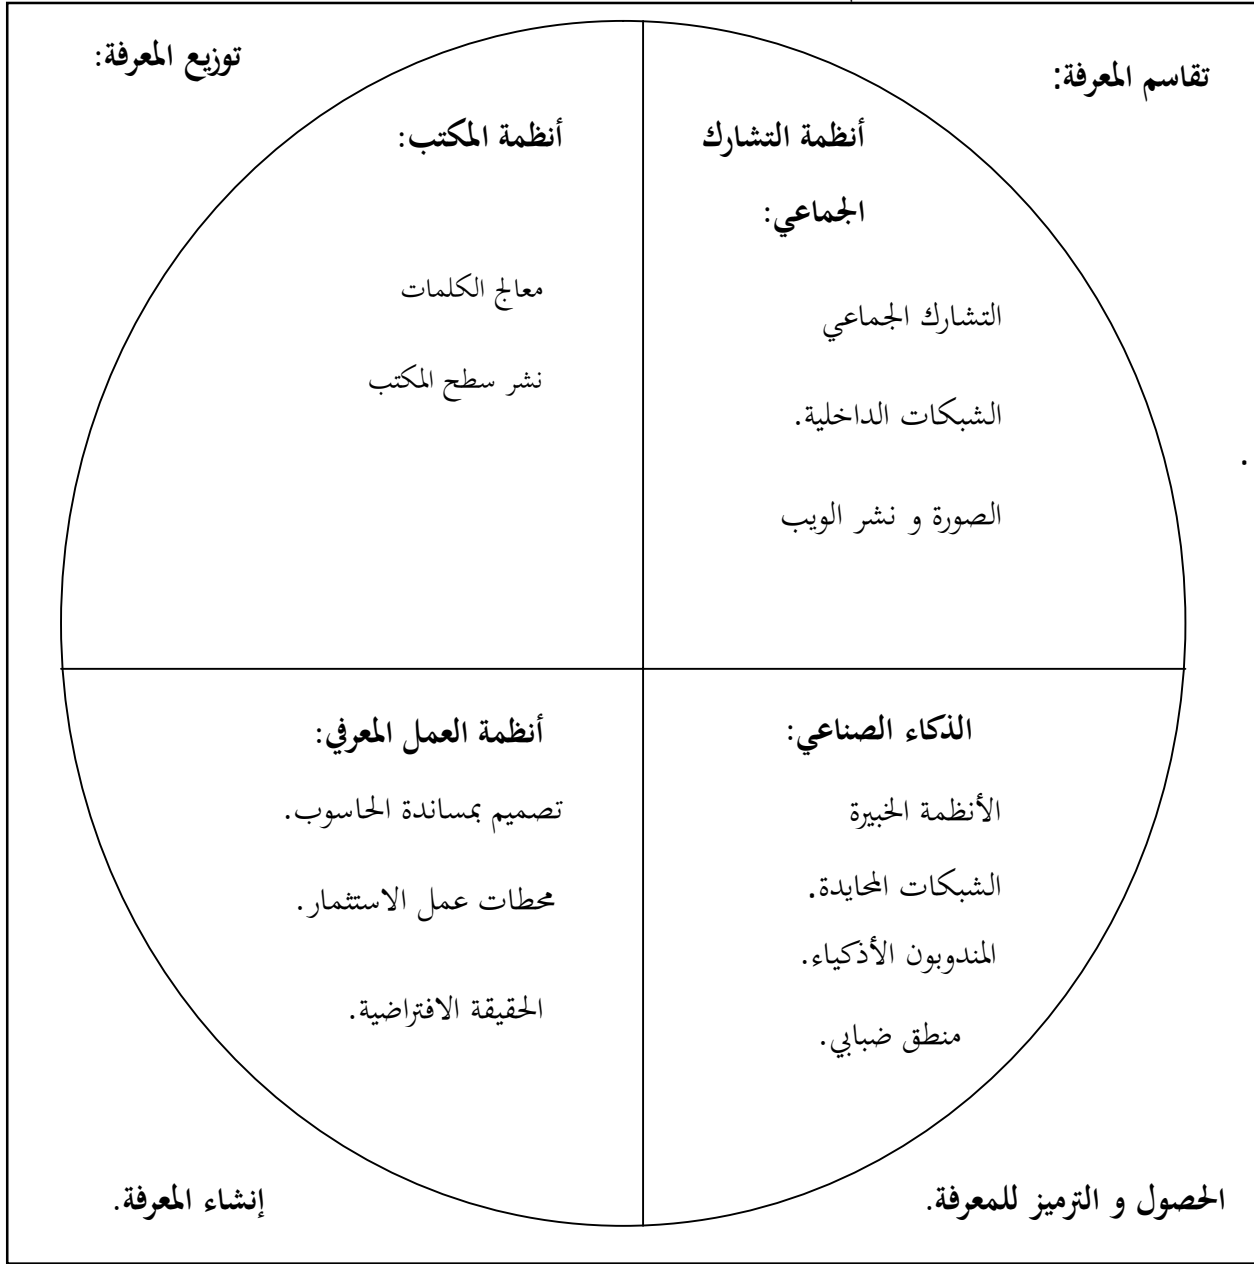 تقاسم المعرفة:
أنظمة التشارك
الجماعي:
التشارك الجماعي
الشبكات الداخلية.
الصورة و نشر الويب
توزيع المعرفة:
أنظمة المكتب:
معالج الكلمات
نشر سطح المكتب
.
الذكاء الصناعي:
الأنظمة الخبيرة
الشبكات المحايدة.
المندوبون الأذكياء.
منطق ضبابي.
الحصول و الترميز للمعرفة.
أنظمة العمل المعرفي:
تصميم بمساندة الحاسوب.
محطات عمل الاستثمار.
الحقيقة الافتراضية.
إنشاء المعرفة.